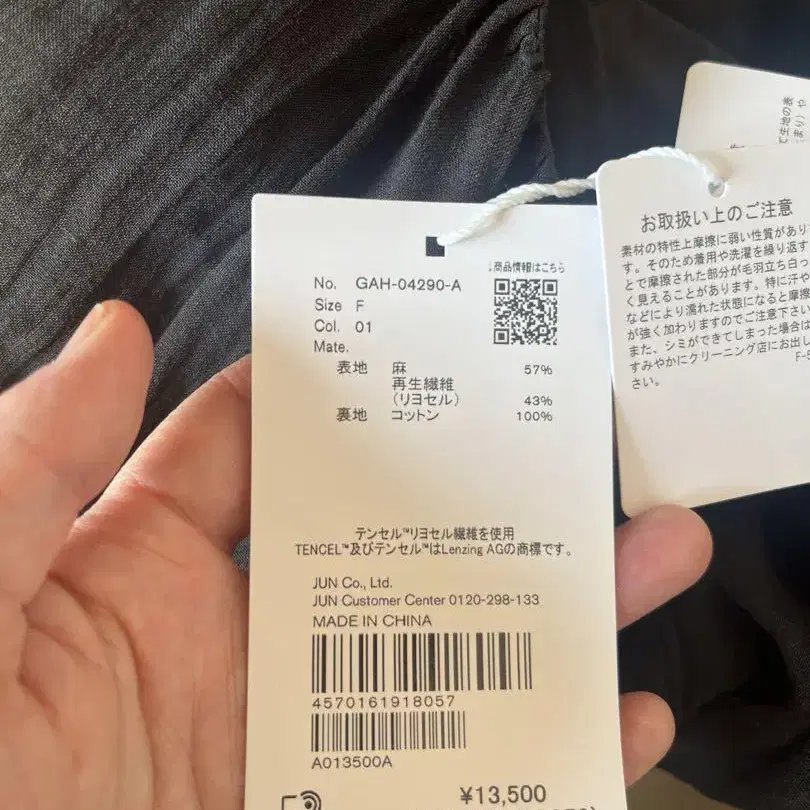 ↓商品情報はこちら
No. GAH-04290-A
Size F
Col. 01
Mate.
表地 麻 57%
再生繊維
(リヨセル) 43%
裏地 コットン 100%
テンセル™リヨセル繊維を使用
TENCEL™及びテンセル™はLenzing AGの商標です。
JUN Co., Ltd.
JUN Customer Center 0120-298-133
MADE IN CHINA
4570161918057
A013500A
¥13,500
お取扱い上のご注意
素材の特性上摩擦に弱い性質があり
す。そのため着用や洗濯を繰り返す
とで摩擦された部分が毛羽立ち白っ
く見えることがあります。特に汗や
などにより濡れた状態になると摩擦
が強く加わりますのでご注意下さい
また、シミができてしまった場合は
すみやかにクリーニング店にお出し
さい。
て生地の表
まり）や